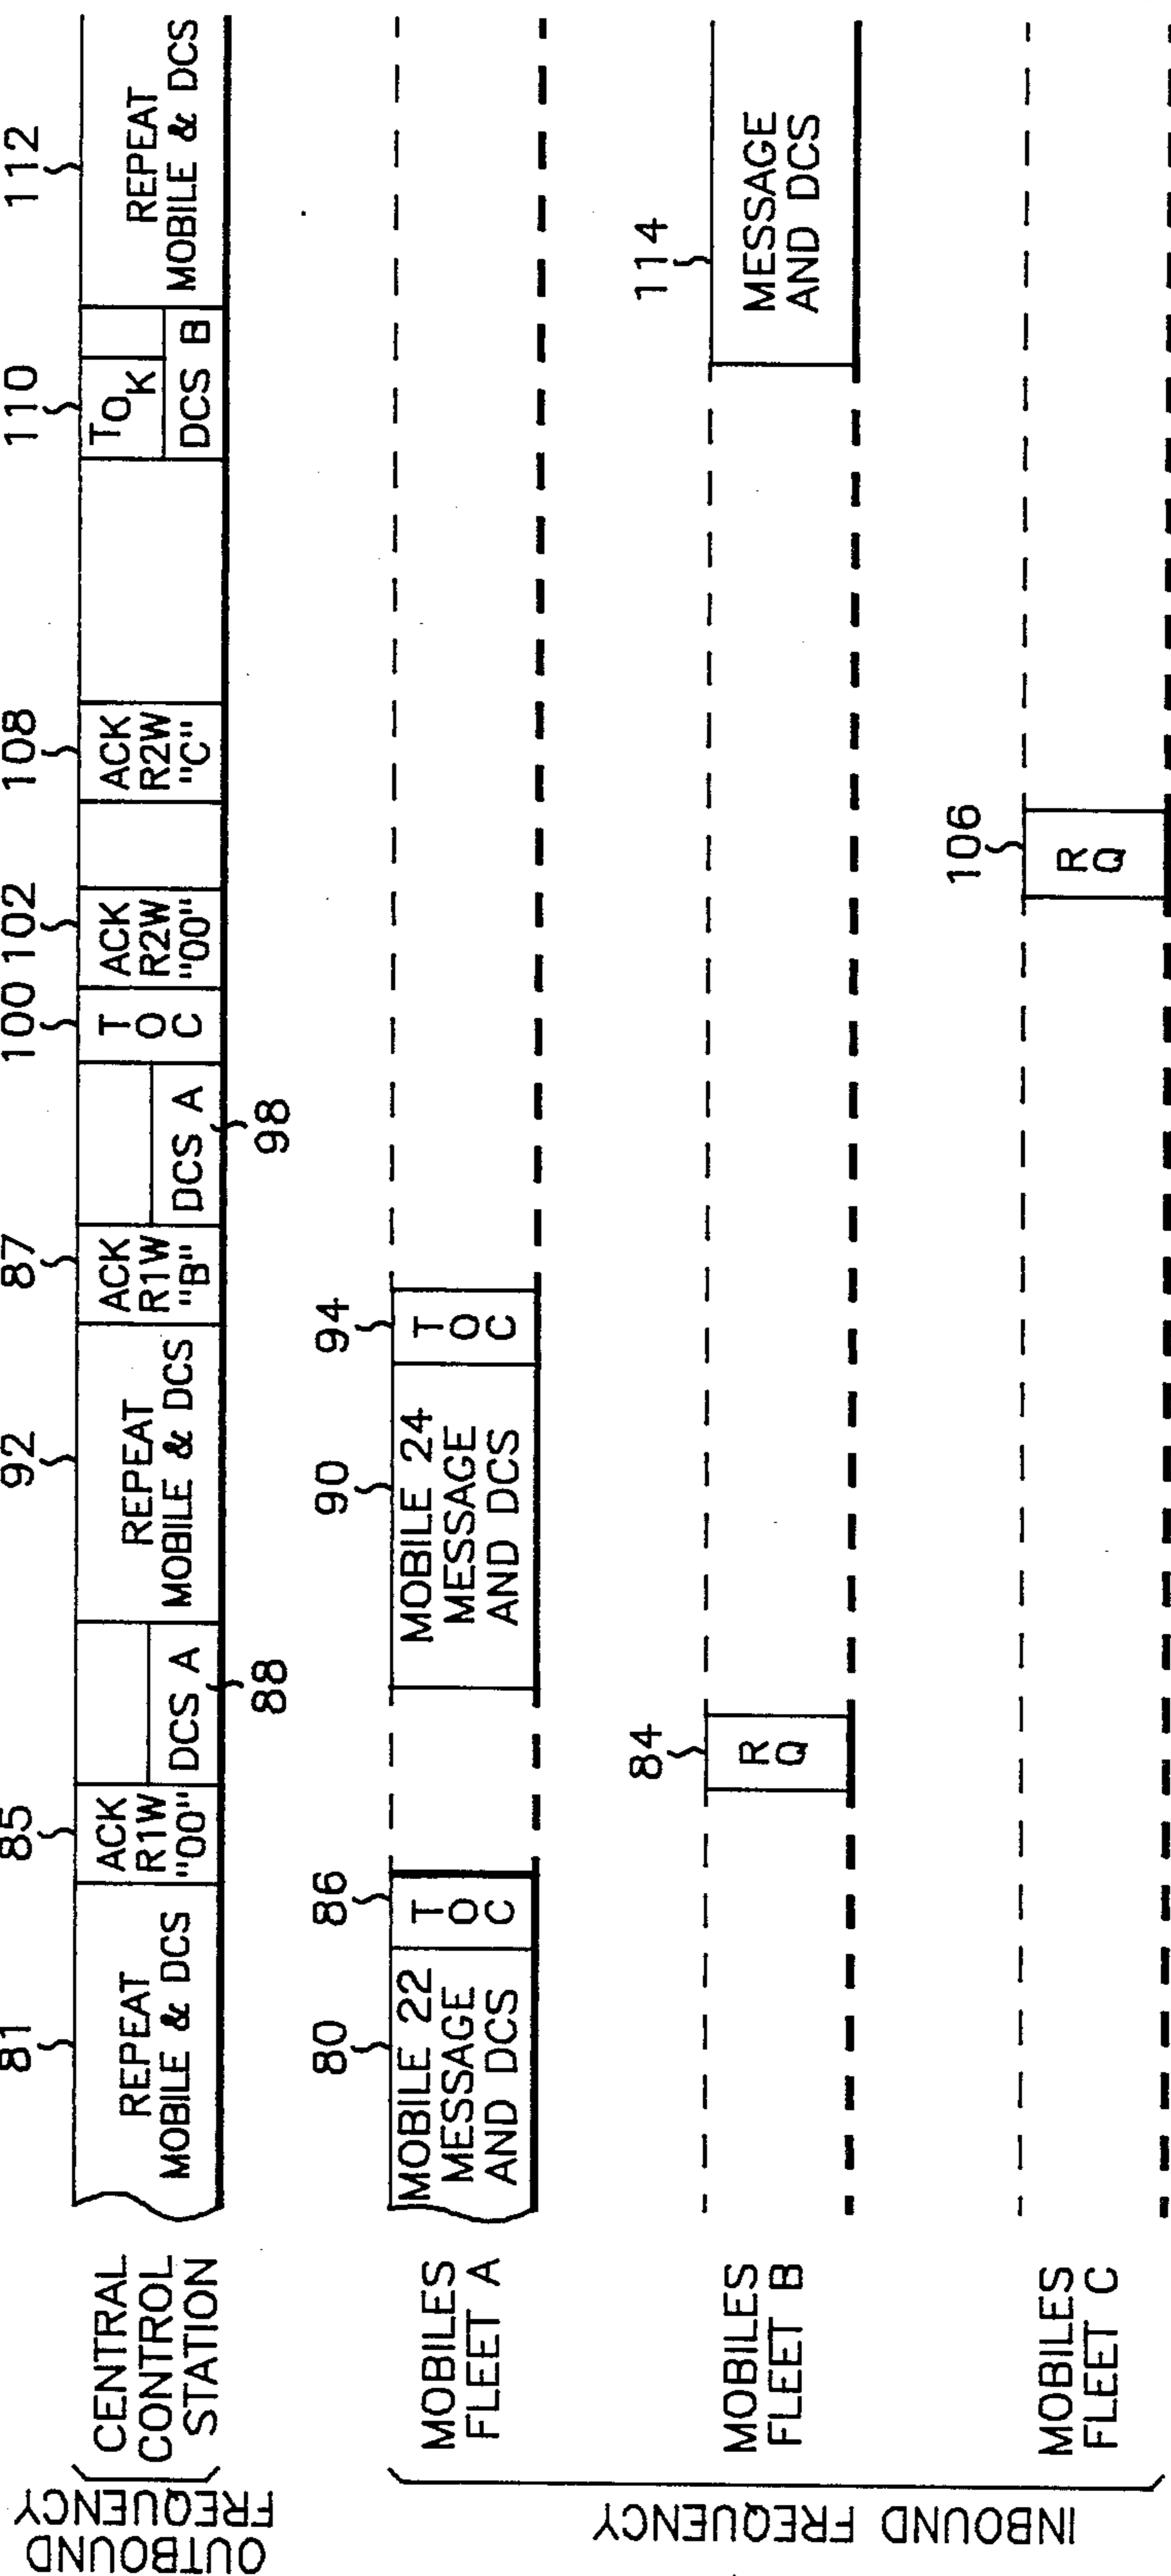 OUTBOUND
FREQUENCY
CENTRAL
CONTROL
STATION
81
REPEAT
MOBILE & DCS
85
ACK
R1W
"00"
DCS A
88
92
REPEAT
MOBILE & DCS
87
ACK
R1W
"B"
DCS A
98
100
T
O
C
102
ACK
R2W
"00"
108
ACK
R2W
"C"
110
TOK
DCS B
112
REPEAT
MOBILE & DCS
INBOUND FREQUENCY
MOBILES
FLEET A
80
MOBILE 22
MESSAGE
AND DCS
86
T
O
C
90
MOBILE 24
MESSAGE
AND DCS
94
T
O
C
MOBILES
FLEET B
84
R
Q
114
MESSAGE
AND DCS
MOBILES
FLEET C
106
R
Q